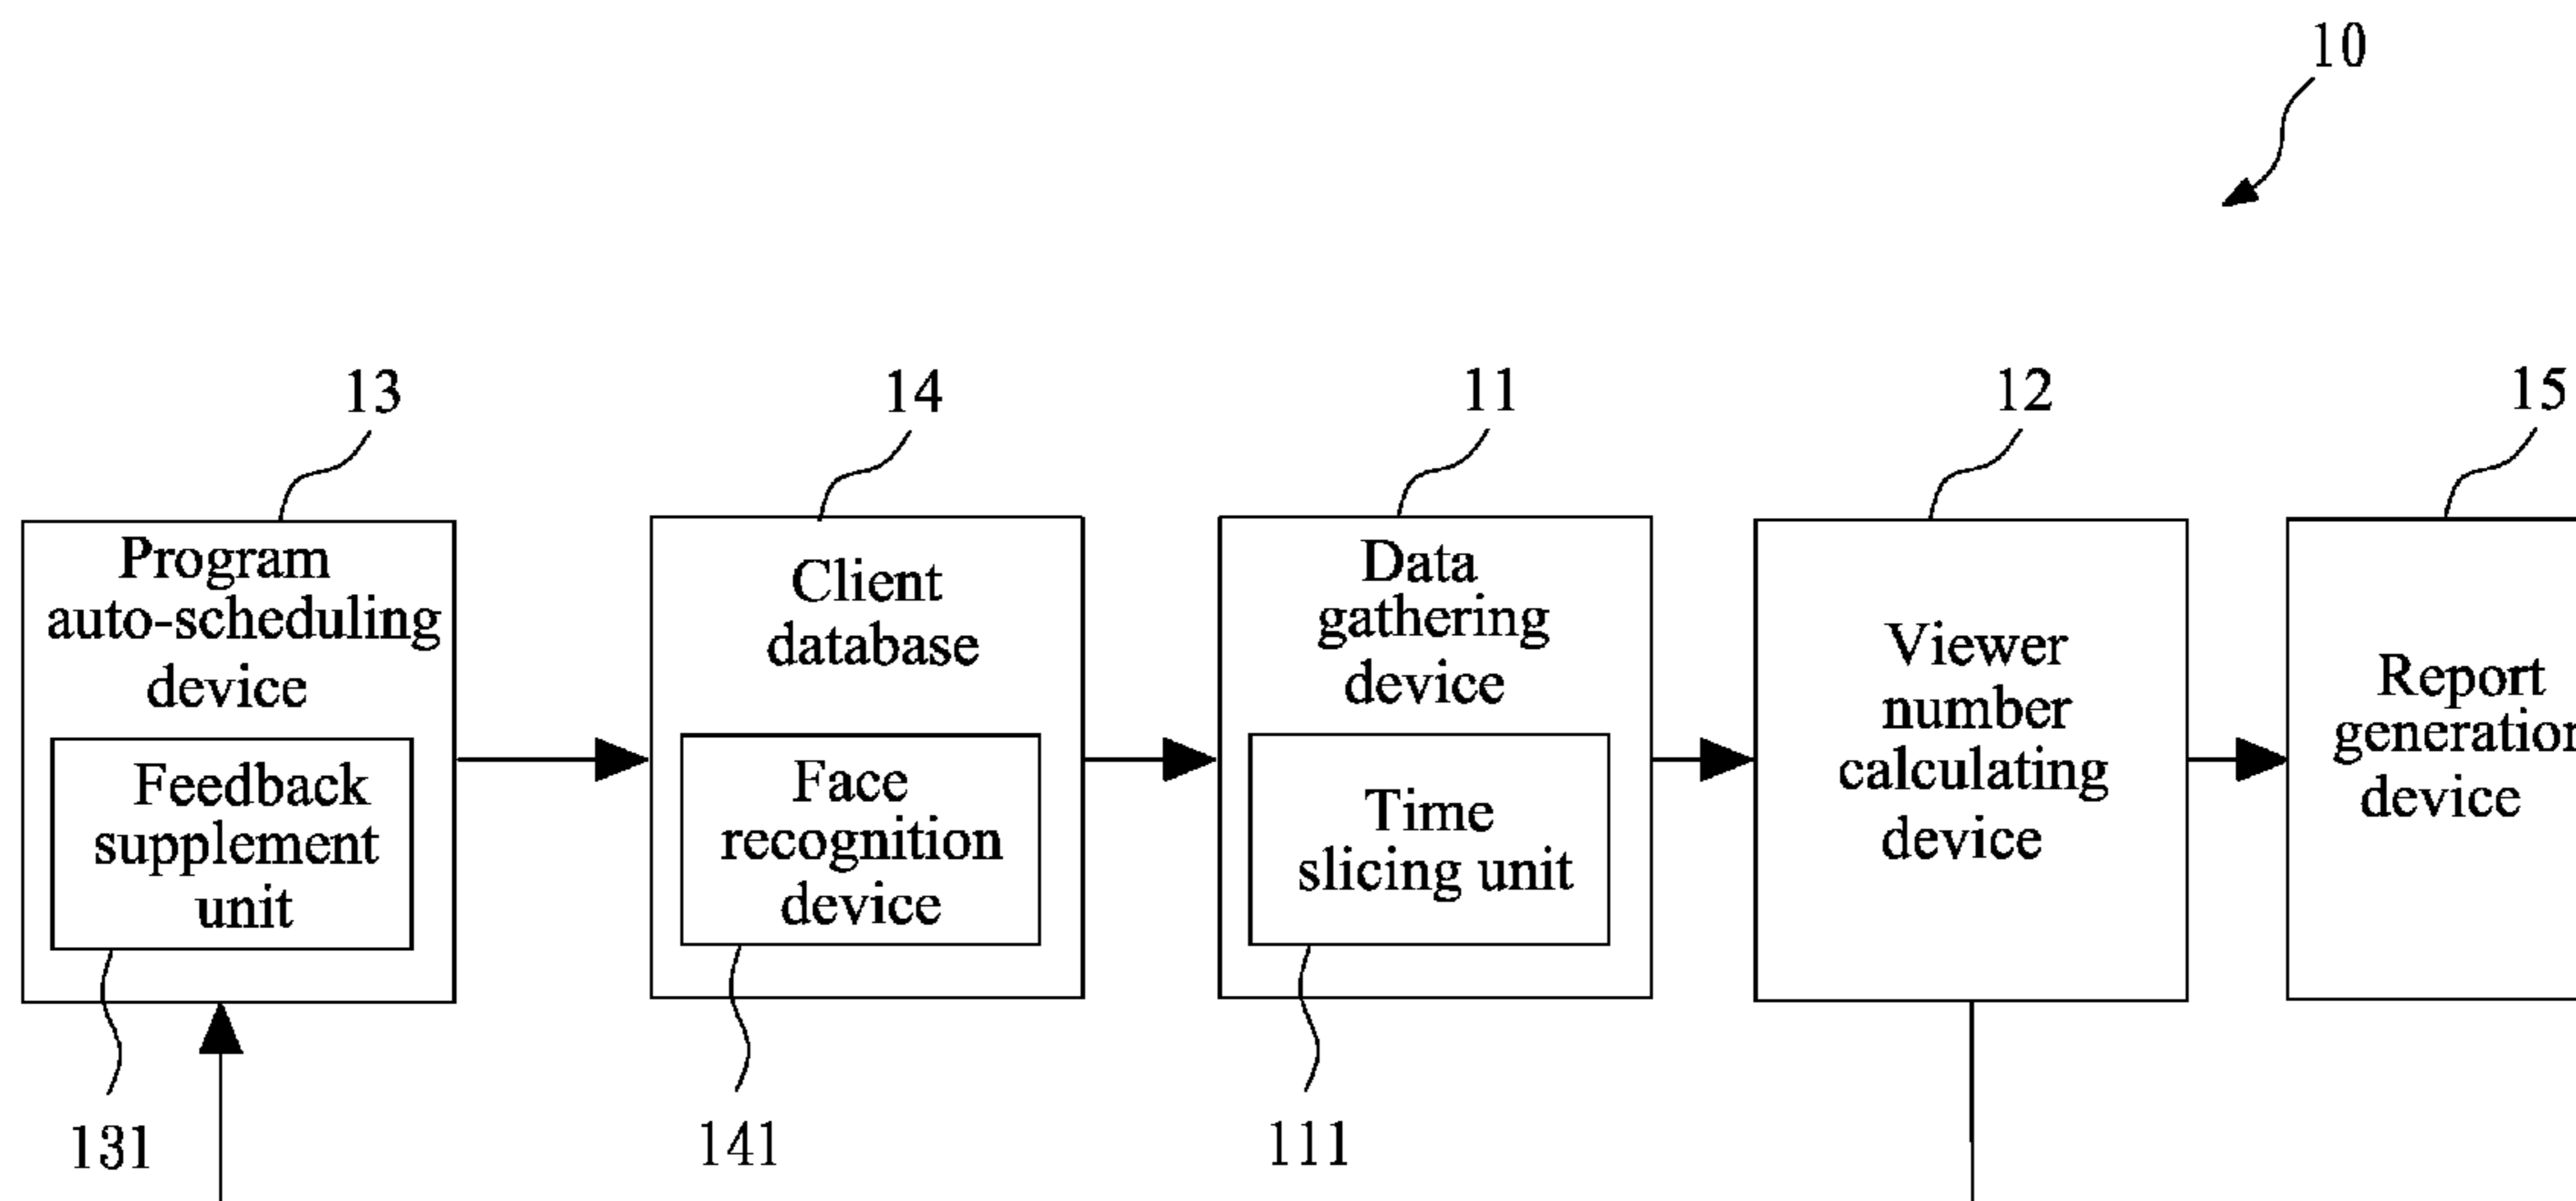 10
13
14
11
12
15
Program
auto-scheduling
device
Feedback
supplement
unit
Client
database
Face
recognition
device
Data
gathering
device
Time
slicing unit
Viewer
number
calculating
device
Report
generation
device
131
141
111